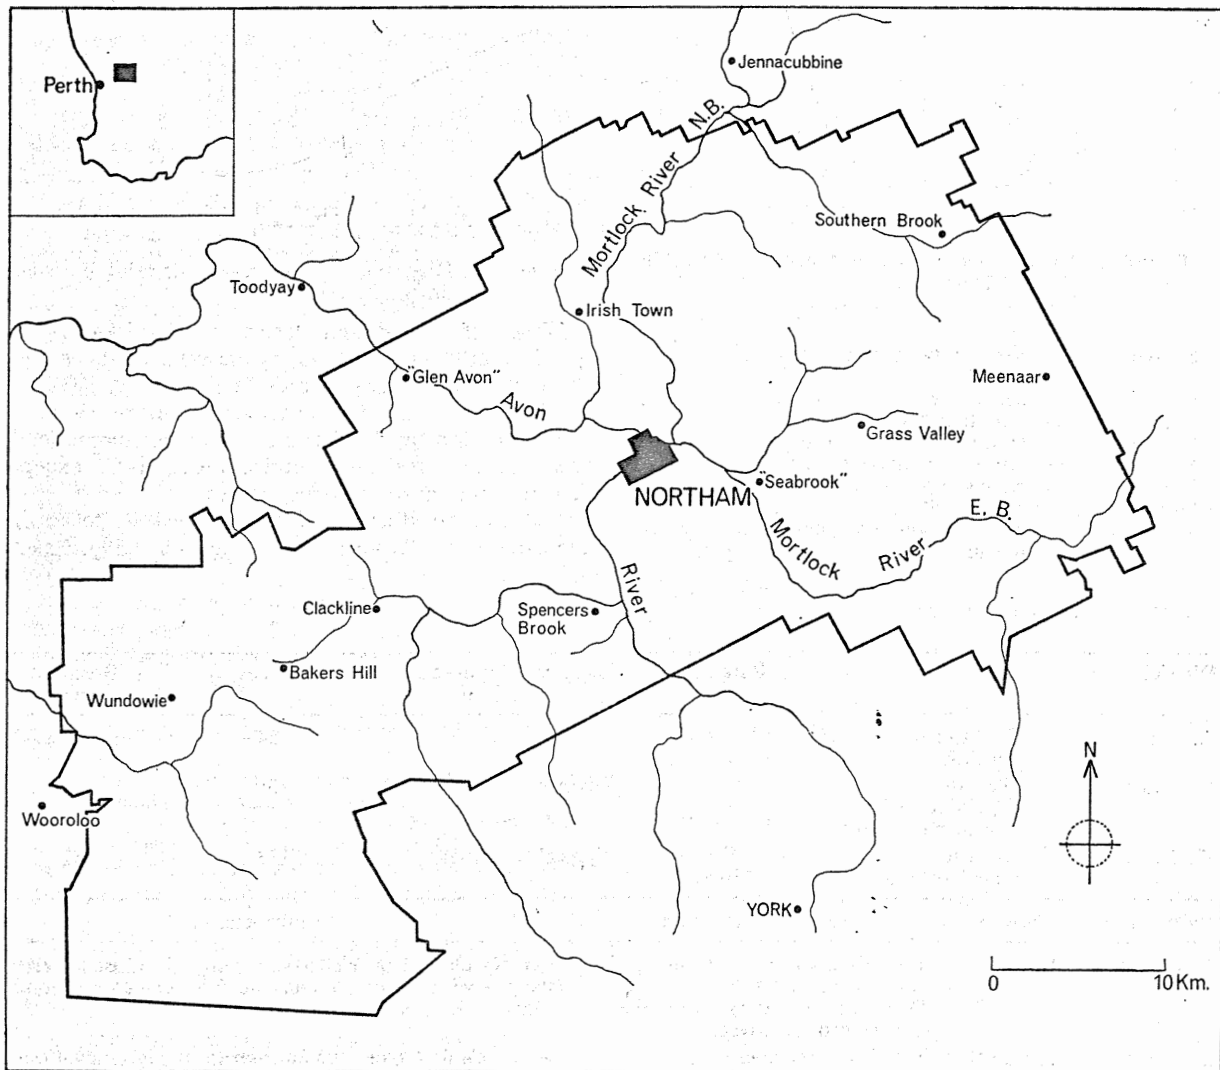 Perth
Jennacubbine
N.B.
Mortlock River
Southern Brook
Toodyay
Irish Town
"Glen Avon"
Avon
Meenaar
Grass Valley
"Seabrook"
NORTHAM
E. B.
Mortlock River
River
Clackline
Spencers
Brook
Bakers Hill
Wundowie
N
Wooroloo
YORK
0 10 Km.